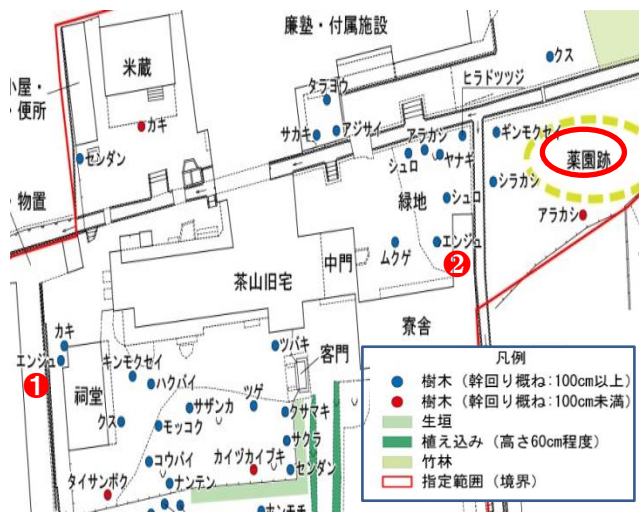 廉塾・付属施設
クス
ヒラドツツジ
米蔵
タラヨウ
小屋・
便所
カキ
サカキ
アジサイ
アラカシ
ギンモクセイ
薬園跡
センダン
シュロ
ヤナギ
シラカシ
物置
緑地
シュロ
アラカシ
エンジュ
ムクゲ
❷
中門
茶山旧宅
寮舎
カキ
エンジュ
❶
ツバキ
客門
祠堂
キンモクセイ
ハクバイ
サザンカ
ツゲ
クサマキ
クス
モッコク
サクラ
コウバイ
カイヅカイブキ
センダン
タイサンボク
ナンテン
ホンモチ
凡例
樹木(幹回り概ね:100cm以上)
樹木(幹回り概ね:100cm未満)
生垣
植え込み(高さ60cm程度)
竹林
指定範囲(境界)